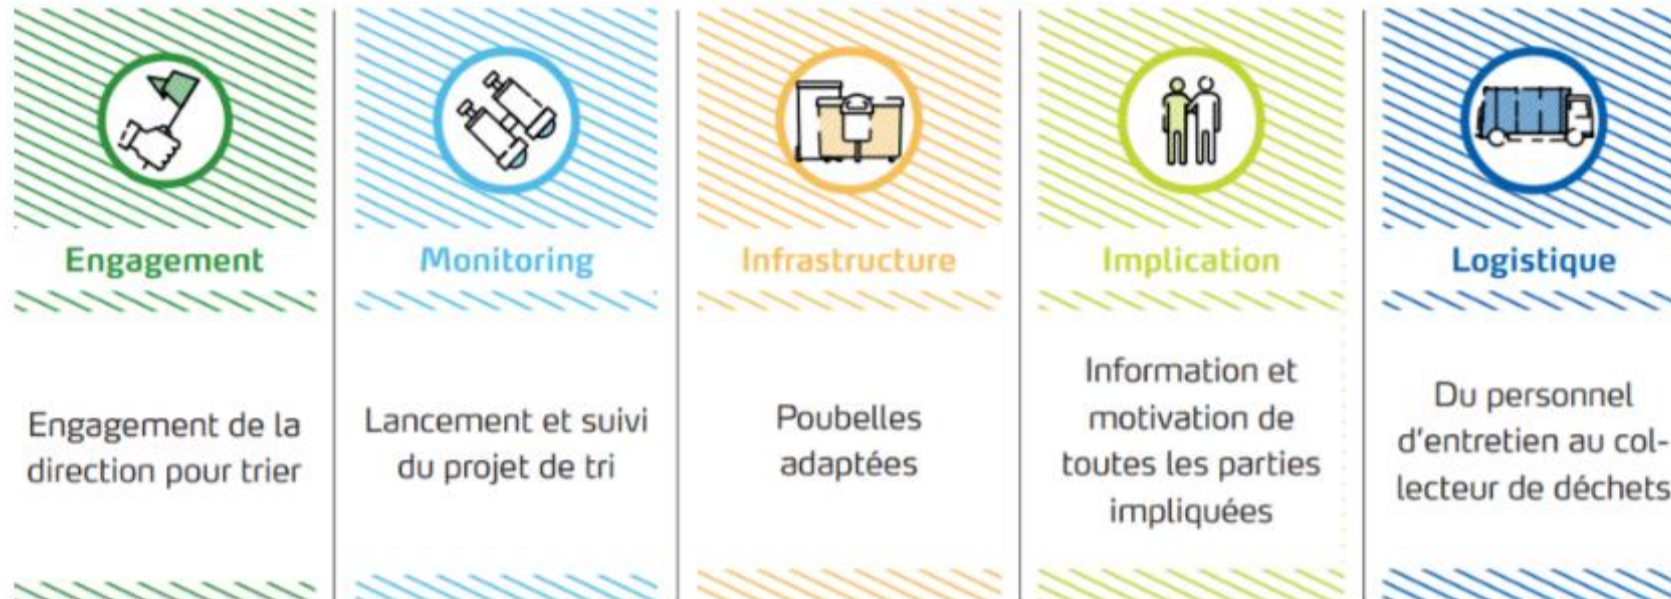 Engagement
Engagement de la
direction pour trier
Monitoring
Lancement et suivi
du projet de tri
Infrastructure
Poubelles
adaptées
Implication
Information et
motivation de
toutes les parties
impliquées
Logistique
Du personnel
d'entretien au col-
lecteur de déchets